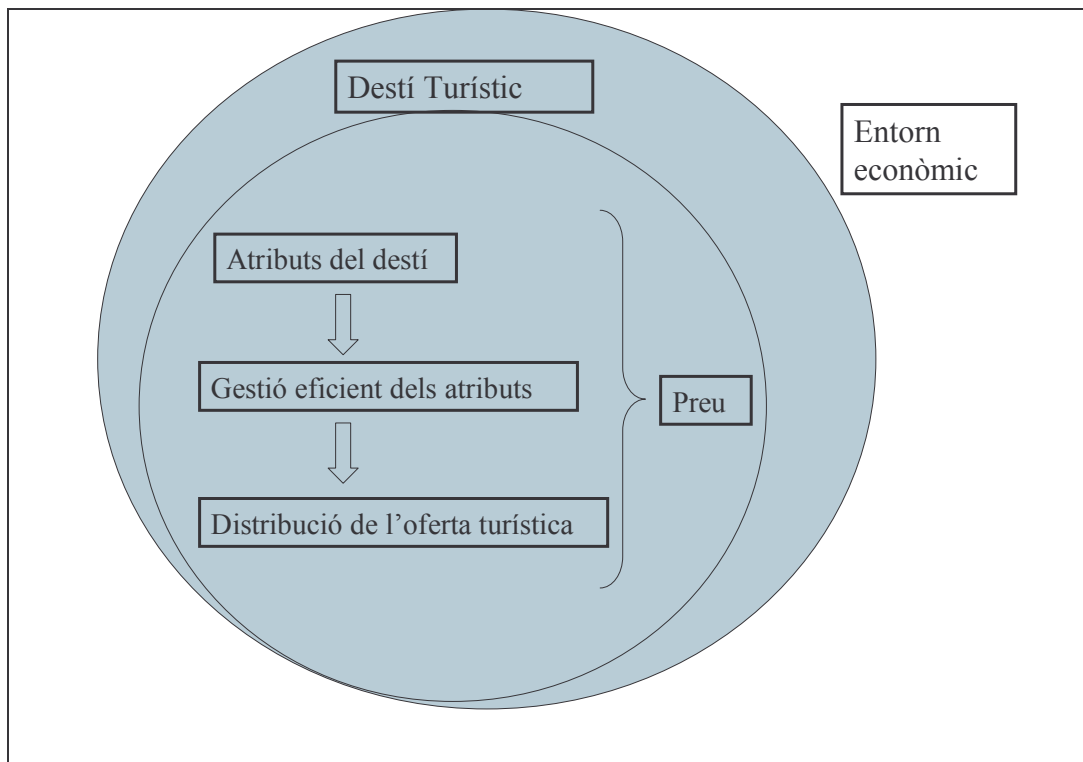 Destí Turístic
Entorn
econòmic
Atributs del destí
Gestió eficient dels atributs
Preu
Distribució de l’oferta turística